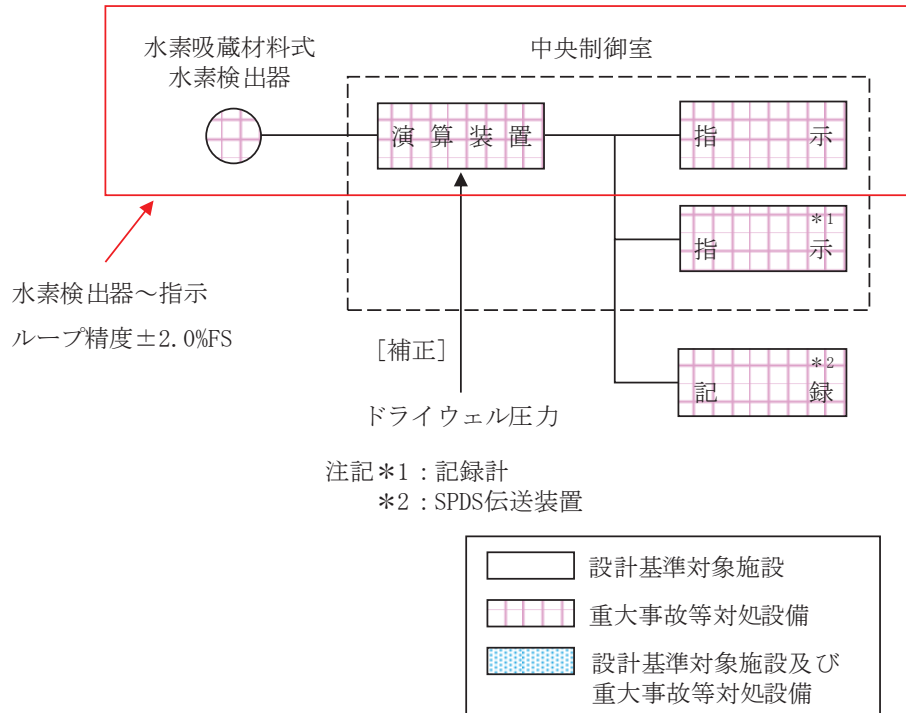 水素吸蔵材料式
水素検出器
中央制御室
演算装置
指示
*1
指示
水素検出器～指示
ループ精度±2.0%FS
[補正]
*2
記録
ドライウェル圧力
注記*1：記録計
*2：SPDS伝送装置
設計基準対象施設
重大事故等対処設備
設計基準対象施設及び
重大事故等対処設備